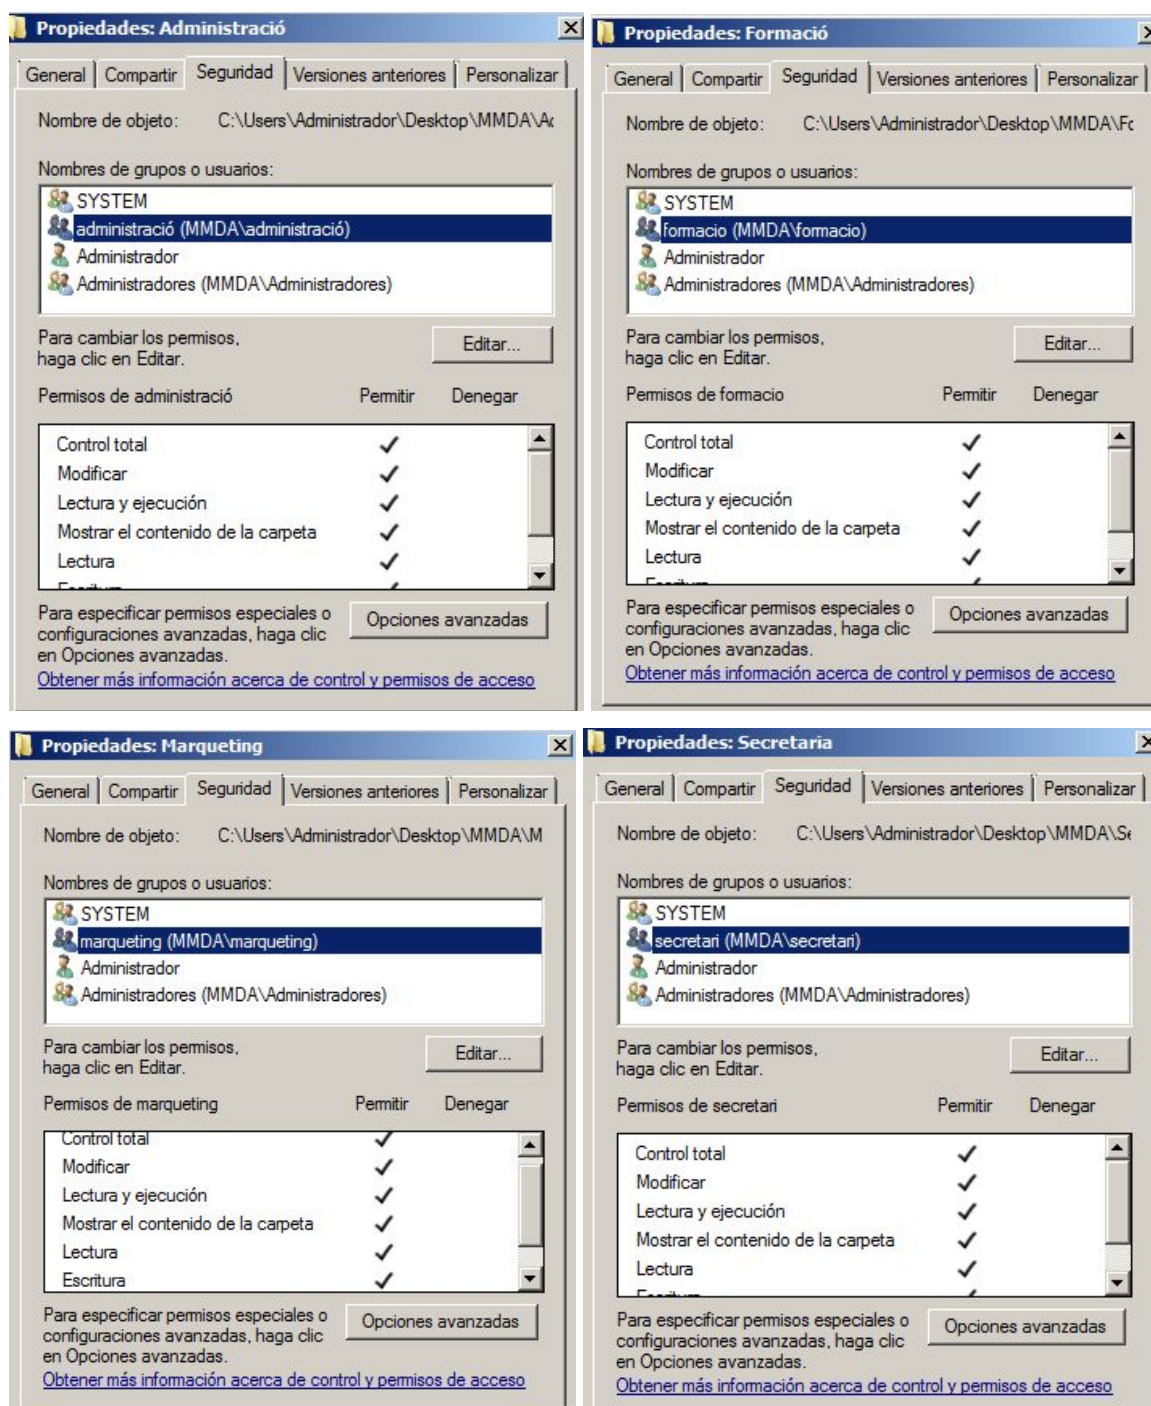 Propiedades: Administració
General Compartir Seguridad Versiones anteriores Personalizar
Nombre de objeto: C:\Users\Administrador\Desktop\MMDA\Ac
Nombres de grupos o usuarios:
SYSTEM
administració (MMDA\administració)
Administrador
Administradores (MMDA\Administradores)
Para cambiar los permisos,
haga clic en Editar.
Editar...
Permisos de administració Permitir Denegar
Control total
Modificar
Lectura y ejecución
Mostrar el contenido de la carpeta
Lectura
Para especificar permisos especiales o
configuraciones avanzadas, haga clic
en Opciones avanzadas.
Opciones avanzadas
Obtener más información acerca de control y permisos de acceso
Propiedades: Formació
General Compartir Seguridad Versiones anteriores Personalizar
Nombre de objeto: C:\Users\Administrador\Desktop\MMDA\Fc
Nombres de grupos o usuarios:
SYSTEM
formacio (MMDA\formacio)
Administrador
Administradores (MMDA\Administradores)
Para cambiar los permisos,
haga clic en Editar.
Editar...
Permisos de formacio Permitir Denegar
Control total
Modificar
Lectura y ejecución
Mostrar el contenido de la carpeta
Lectura
Para especificar permisos especiales o
configuraciones avanzadas, haga clic
en Opciones avanzadas.
Opciones avanzadas
Obtener más información acerca de control y permisos de acceso
Propiedades: Marqueting
General Compartir Seguridad Versiones anteriores Personalizar
Nombre de objeto: C:\Users\Administrador\Desktop\MMDA\M
Nombres de grupos o usuarios:
SYSTEM
marqueting (MMDA\marqueting)
Administrador
Administradores (MMDA\Administradores)
Para cambiar los permisos,
haga clic en Editar.
Editar...
Permisos de marqueting Permitir Denegar
Control total
Modificar
Lectura y ejecución
Mostrar el contenido de la carpeta
Lectura
Escritura
Para especificar permisos especiales o
configuraciones avanzadas, haga clic
en Opciones avanzadas.
Opciones avanzadas
Obtener más información acerca de control y permisos de acceso
Propiedades: Secretaria
General Compartir Seguridad Versiones anteriores Personalizar
Nombre de objeto: C:\Users\Administrador\Desktop\MMDA\Se
Nombres de grupos o usuarios:
SYSTEM
secretari (MMDA\secretari)
Administrador
Administradores (MMDA\Administradores)
Para cambiar los permisos,
haga clic en Editar.
Editar...
Permisos de secretari Permitir Denegar
Control total
Modificar
Lectura y ejecución
Mostrar el contenido de la carpeta
Lectura
Para especificar permisos especiales o
configuraciones avanzadas, haga clic
en Opciones avanzadas.
Opciones avanzadas
Obtener más información acerca de control y permisos de acceso